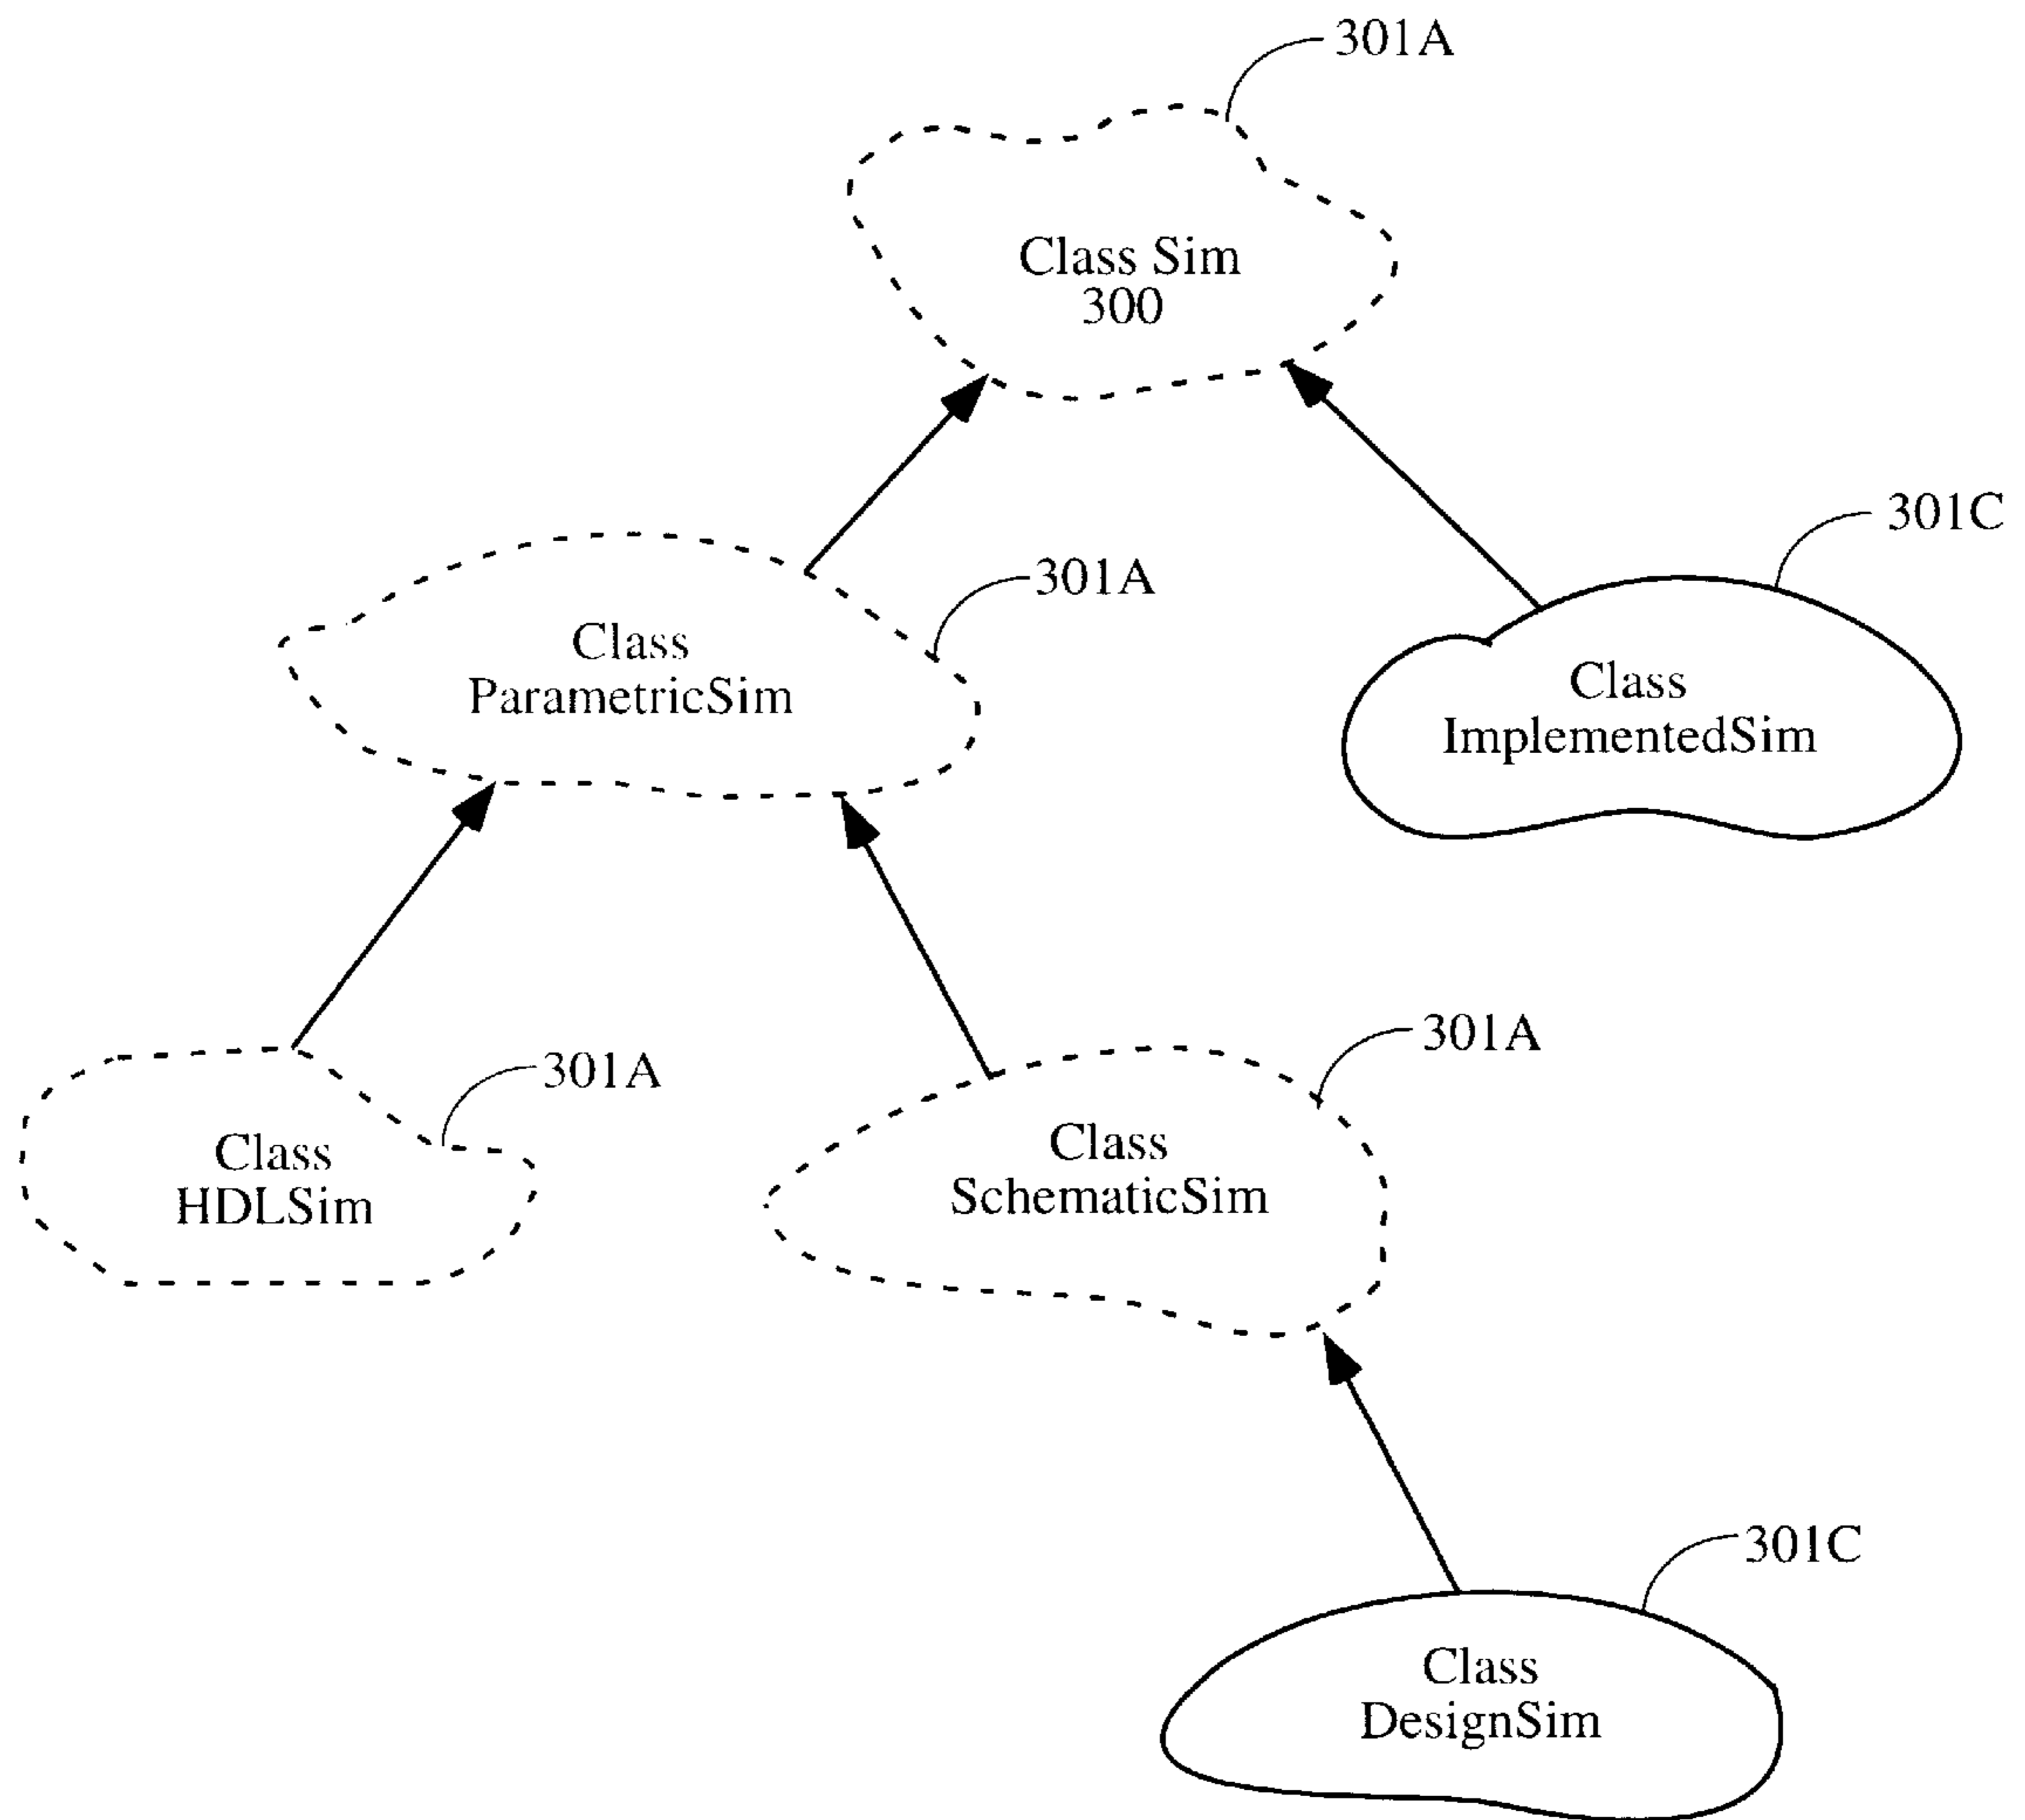 301A
Class Sim
300
301C
301A
Class
ParametricSim
Class
ImplementedSim
301A
301A
Class
HDLSim
Class
SchematicSim
301C
Class
DesignSim